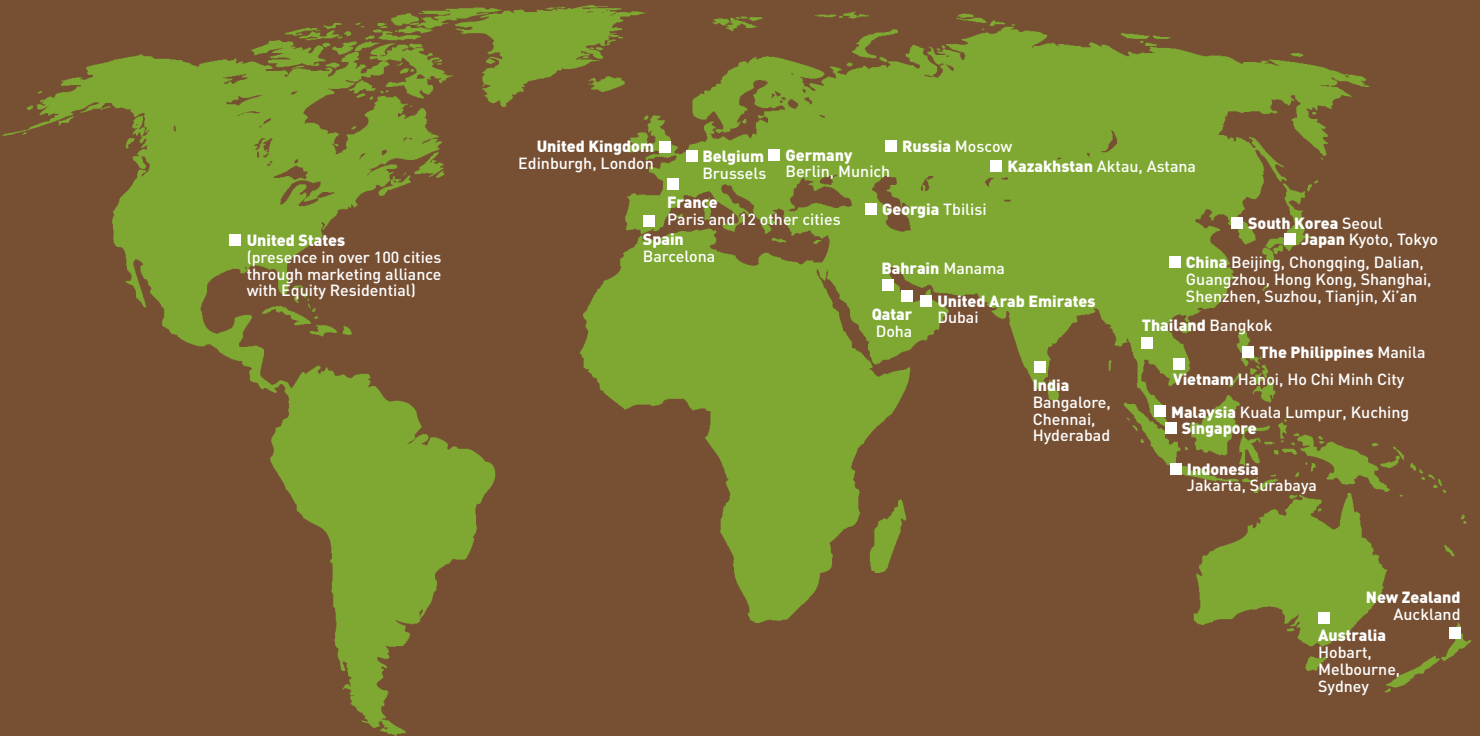 United Kingdom
Edinburgh, London
Belgium
Brussels
Germany
Berlin, Munich
Russia Moscow
Kazakhstan Aktau, Astana
France
Paris and 12 other cities
Georgia Tbilisi
Spain
Barcelona
United States
(presence in over 100 cities
through marketing alliance
with Equity Residential)
South Korea Seoul
Japan Kyoto, Tokyo
China Beijing, Chongqing, Dalian,
Guangzhou, Hong Kong, Shanghai,
Shenzhen, Suzhou, Tianjin, Xi'an
Bahrain Manama
United Arab Emirates
Dubai
Qatar
Doha
Thailand Bangkok
The Philippines Manila
Vietnam Hanoi, Ho Chi Minh City
India
Bangalore,
Chennai,
Hyderabad
Malaysia Kuala Lumpur, Kuching
Singapore
Indonesia
Jakarta, Surabaya
New Zealand
Auckland
Australia
Hobart,
Melbourne,
Sydney